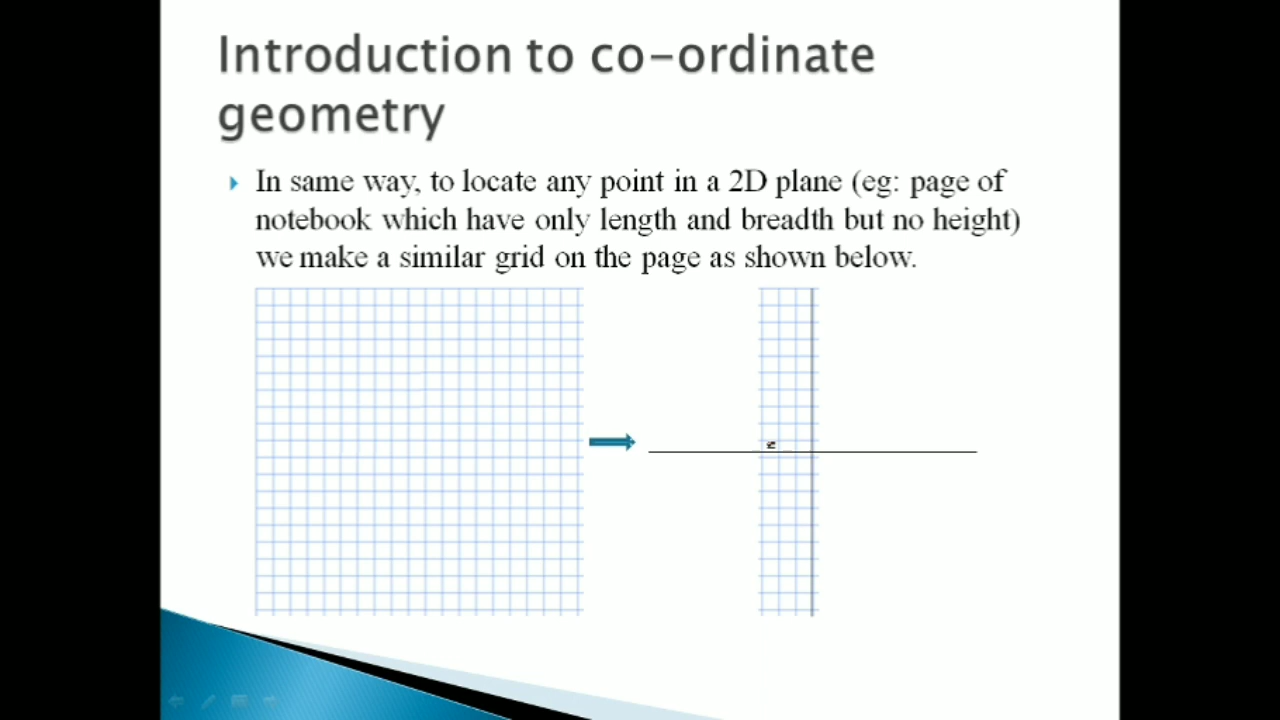 Introduction to co-ordinate
geometry
In same way, to locate any point in a 2D plane (eg: page of
notebook which have only length and breadth but no height)
we make a similar grid on the page as shown below.